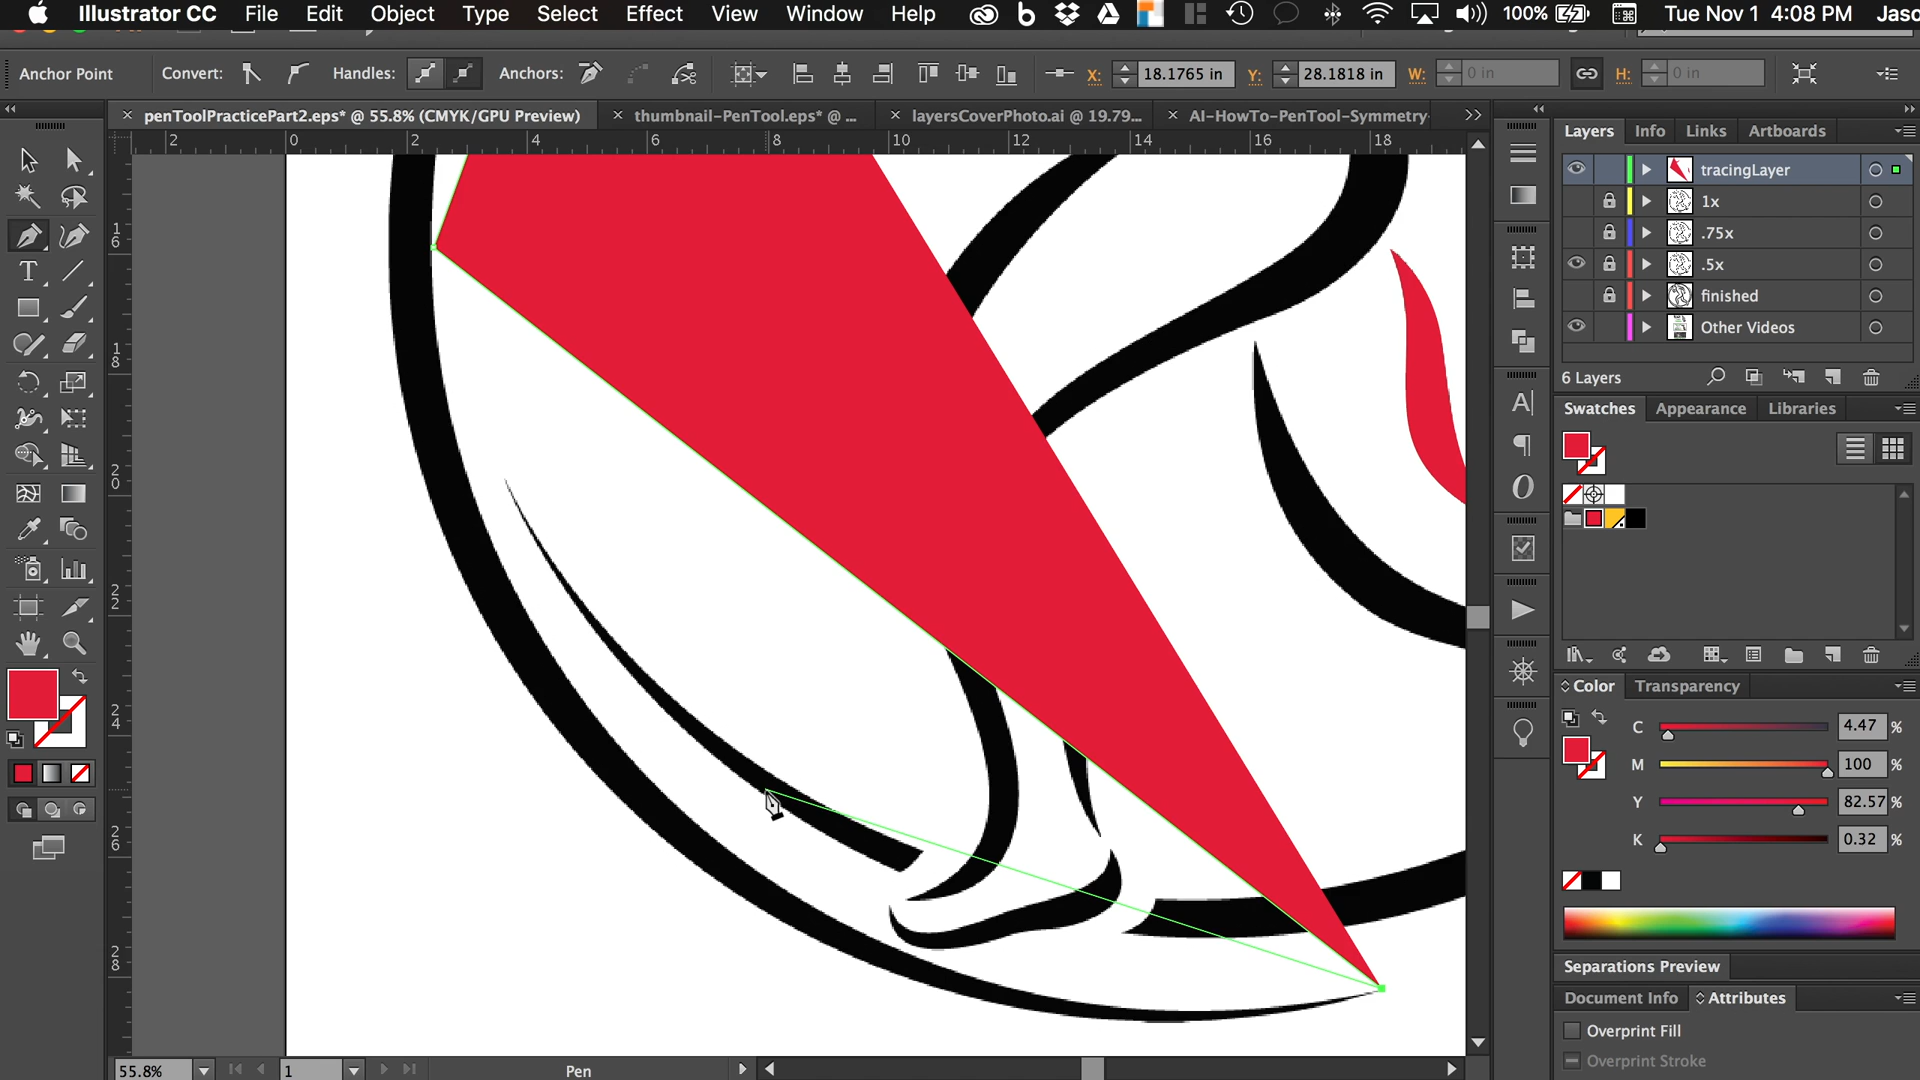 Illustrator CC File Edit Object Type Select Effect View Window Help 100% Tue Nov 1 4:08 PM Jaso
Anchor Point Convert: Handles: Anchors: X: 18.1765 in Y: 28.1818 in W: 0 in H: 0 in
× penToolPracticePart2.eps* @ 55.8% (CMYK/GPU Preview) × thumbnail-PenTool.eps* @ ... × layersCoverPhoto.ai @ 19.79... × AI-HowTo-PenTool-Symmetry-
2 0 2 4 6 8 10 12 14 16 18
16
18
20
22
24
26
28
Layers Info Links Artboards
tracingLayer
1x
.75x
.5x
finished
Other Videos
6 Layers
Swatches Appearance Libraries
Color Transparency
C 4.47 %
M 100 %
Y 82.57 %
K 0.32 %
Separations Preview
Document Info Attributes
Overprint Fill
Overprint Stroke
55.8% 1 Pen